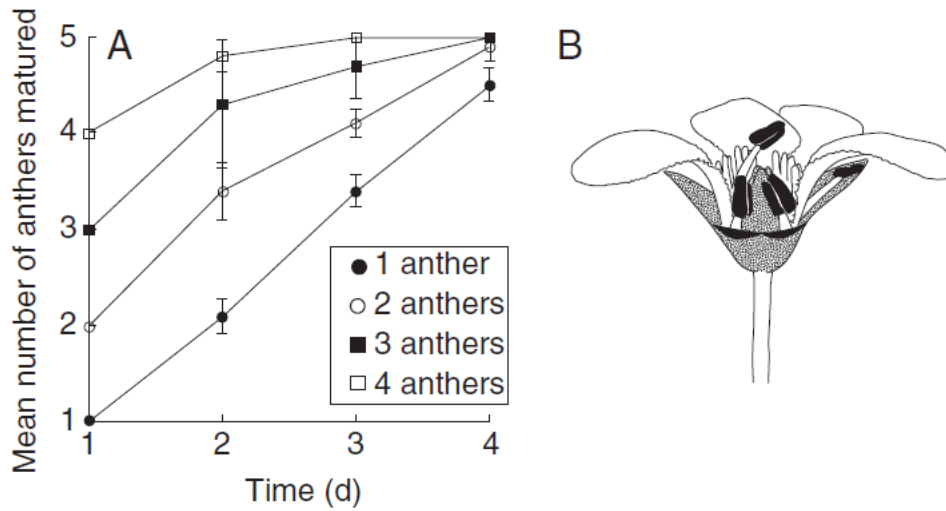 A
B
Mean number of anthers matured
5
4
3
2
1
1 anther
2 anthers
3 anthers
4 anthers
1 2 3 4
Time (d)